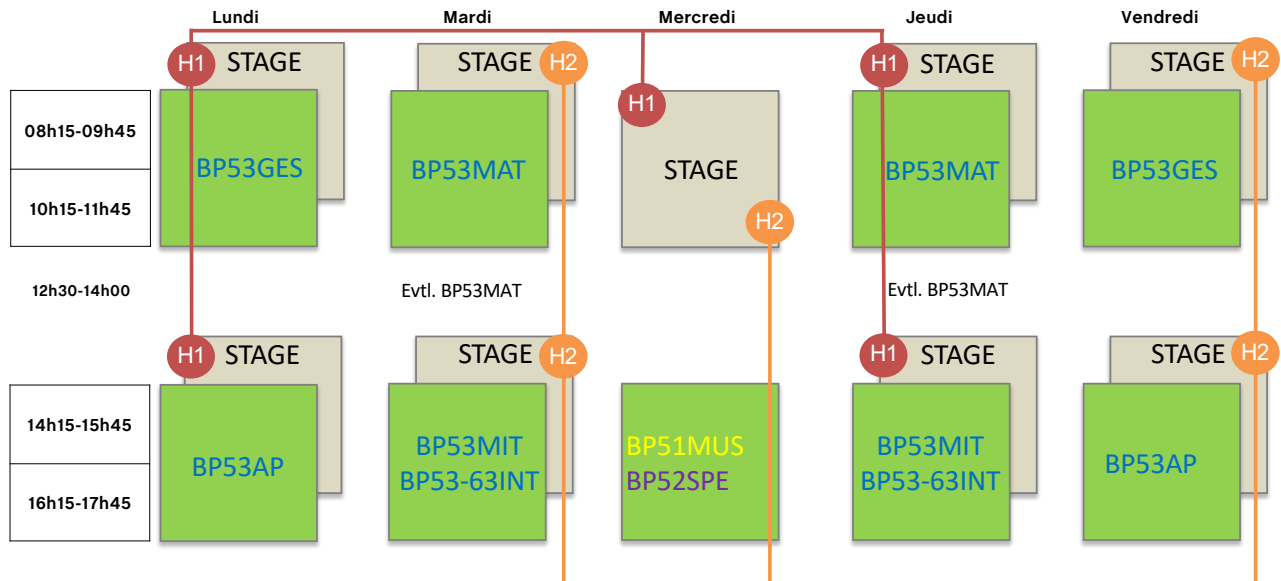 Lundi
Mardi
Mercredi
Jeudi
Vendredi
H1 STAGE
STAGE H2
H1 STAGE
STAGE H2
H1
08h15-09h45
BP53GES
BP53MAT
STAGE
BP53MAT
BP53GES
10h15-11h45
H2
12h30-14h00
Evtl. BP53MAT
Evtl. BP53MAT
H1 STAGE
STAGE H2
H1 STAGE
STAGE H2
14h15-15h45
BP53AP
BP53MIT
BP53-63INT
BP51MUS
BP52SPE
BP53MIT
BP53-63INT
BP53AP
16h15-17h45